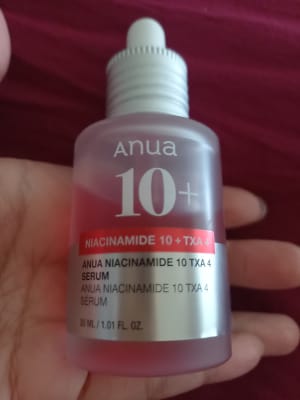 Anua
10+
NIACINAMIDE 10 + TXA 4
ANUA NIACINAMIDE 10 TXA 4
SERUM
ANUA NIACINAMIDE 10 TXA 4
SERUM
30 ML / 1.01 FL. OZ.